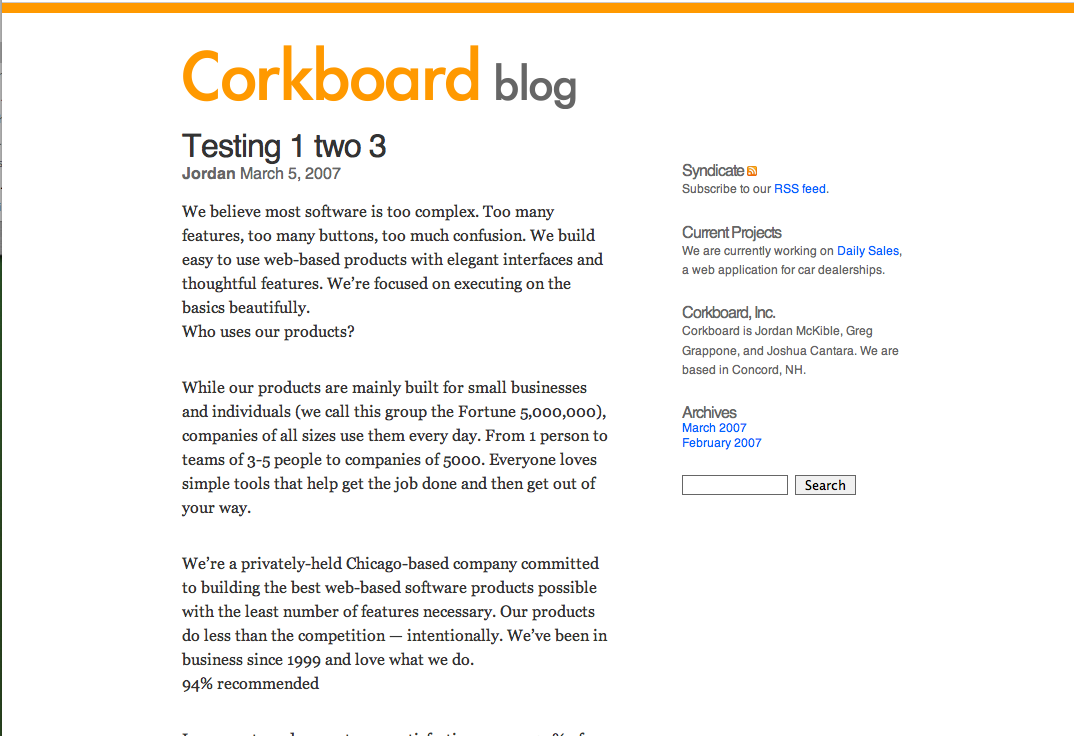 Corkboard blog
Testing 1 two 3
Jordan March 5, 2007
We believe most software is too complex. Too many
features, too many buttons, too much confusion. We build
easy to use web-based products with elegant interfaces and
thoughtful features. We’re focused on executing on the
basics beautifully.
Who uses our products?
While our products are mainly built for small businesses
and individuals (we call this group the Fortune 5,000,000),
companies of all sizes use them every day. From 1 person to
teams of 3-5 people to companies of 5000. Everyone loves
simple tools that help get the job done and then get out of
your way.
We’re a privately-held Chicago-based company committed
to building the best web-based software products possible
with the least number of features necessary. Our products
do less than the competition — intentionally. We’ve been in
business since 1999 and love what we do.
94% recommended
Syndicate
Subscribe to our RSS feed.
Current Projects
We are currently working on Daily Sales,
a web application for car dealerships.
Corkboard, Inc.
Corkboard is Jordan McKible, Greg
Grappone, and Joshua Cantara. We are
based in Concord, NH.
Archives
March 2007
February 2007
Search